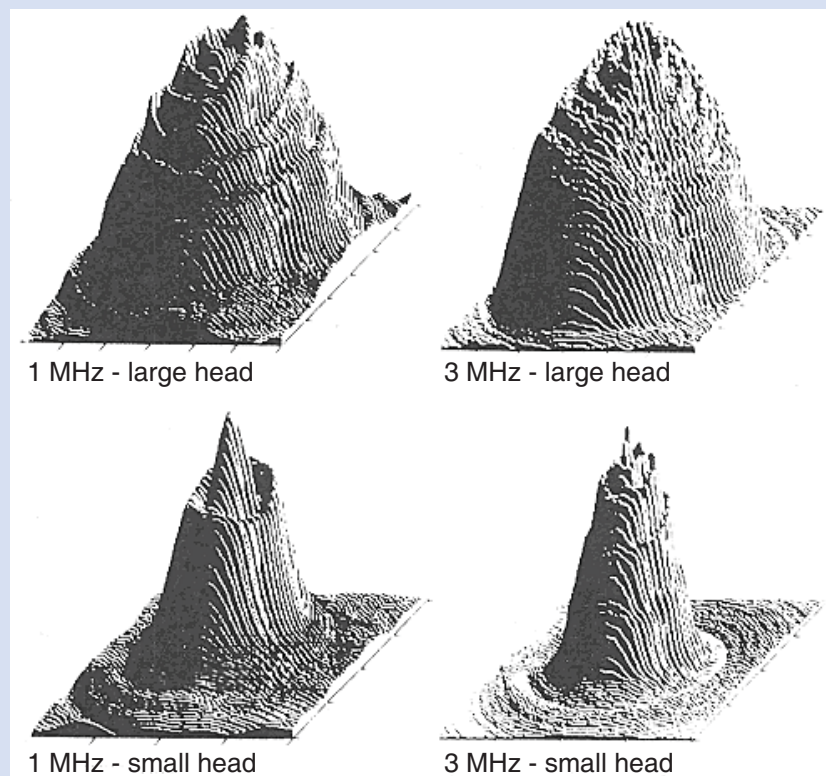 1 MHz - large head
3 MHz - large head
1 MHz - small head
3 MHz - small head